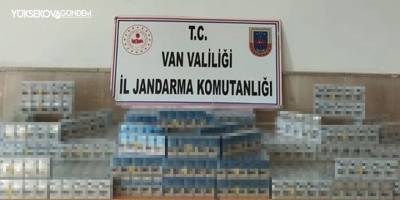 YÜKSEKOVA GÜNDEM
T.C.
VAN VALİLİĞİ
İL JANDARMA KOMUTANLIĞI